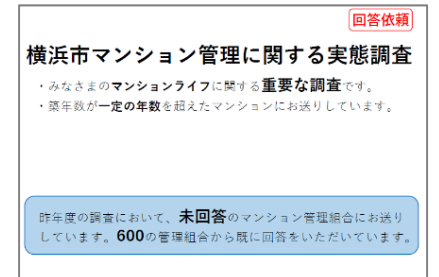 回答依頼
横浜市マンション管理に関する実態調査
・みなさまのマンションライフに関する重要な調査です。
・築年数が一定の年数を超えたマンションにお送りしています。
昨年度の調査において、未回答のマンション管理組合にお送り
しています。600の管理組合から既に回答をいただいています。